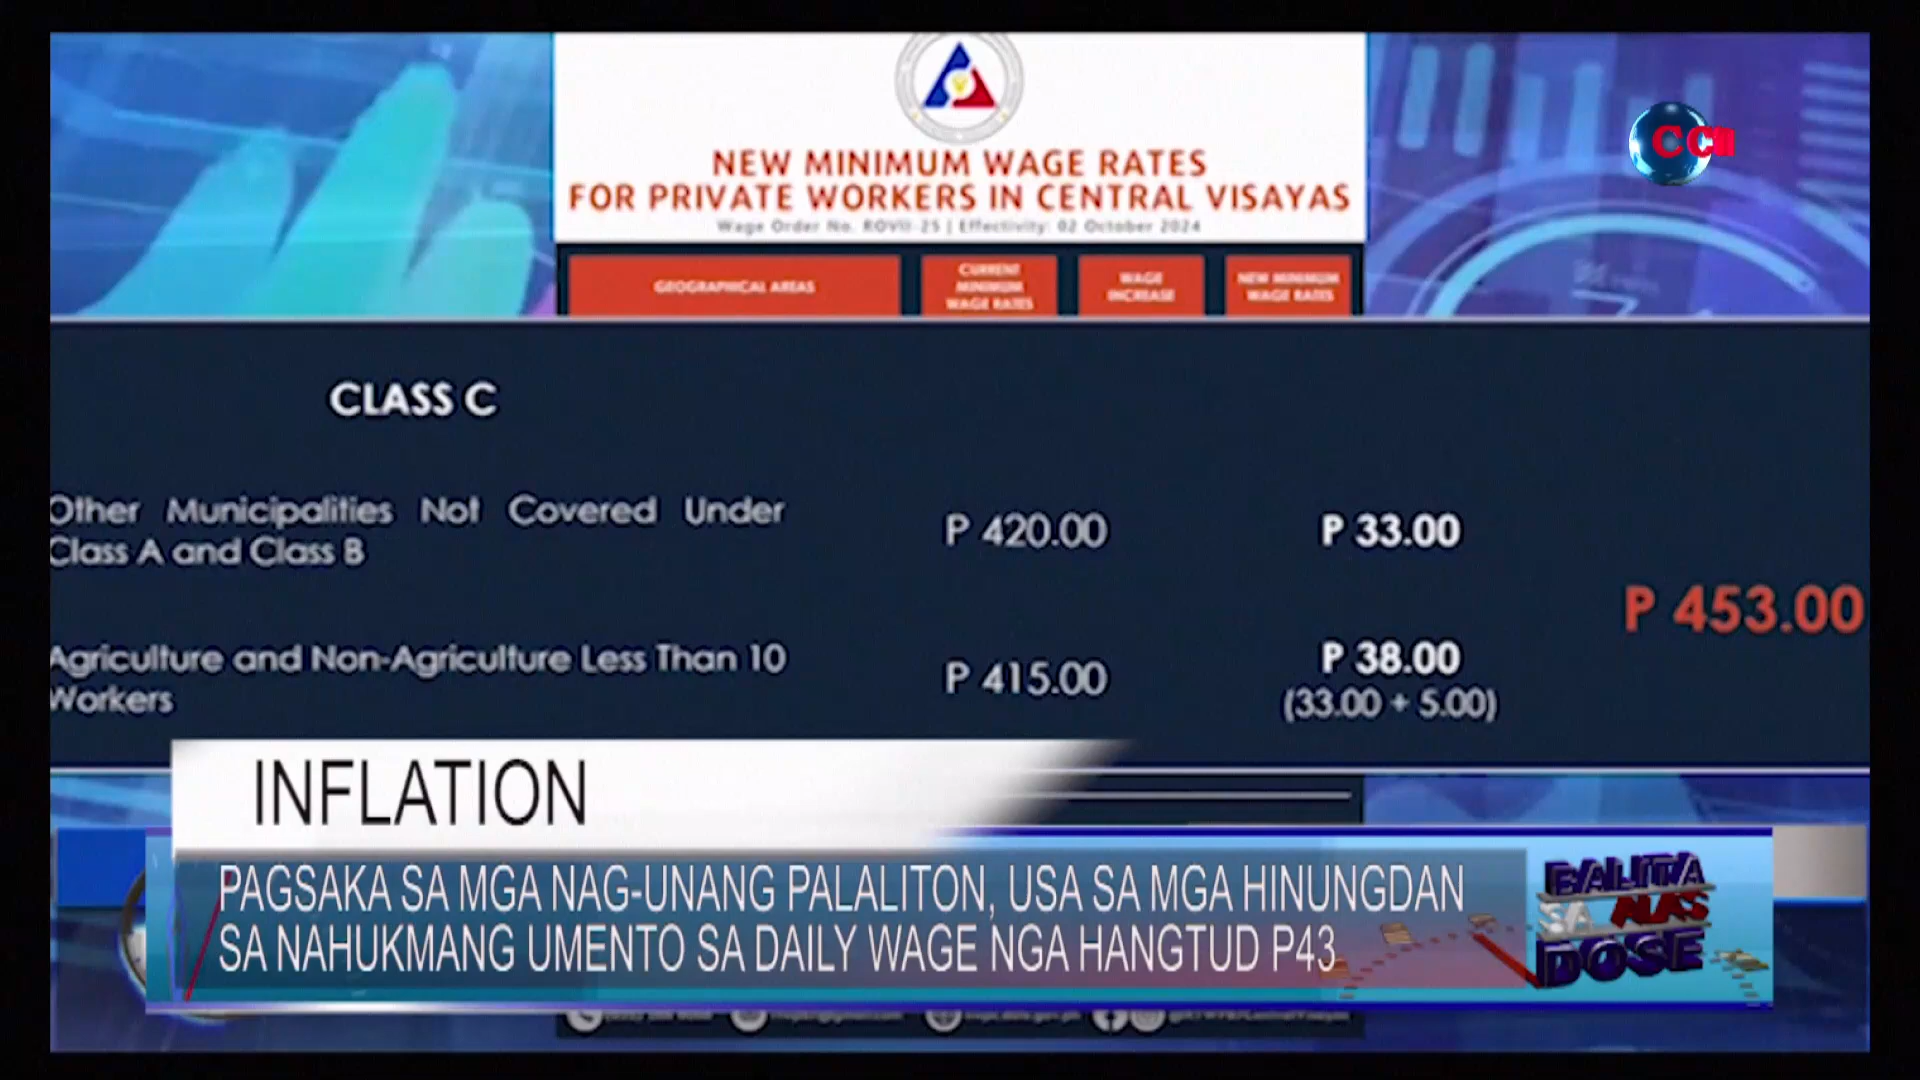 CCTN
NEW MINIMUM WAGE RATES
FOR PRIVATE WORKERS IN CENTRAL VISAYAS
Wage Order No. ROVII-25 | Effectivity: 02 October 2024
GEOGRAPHICAL AREAS
CURRENT
MINIMUM
WAGE RATES
WAGE
INCREASE
NEW MINIMUM
WAGE RATES
CLASS C
Other Municipalities Not Covered Under
Class A and Class B
P 420.00
P 33.00
P 453.00
Agriculture and Non-Agriculture Less Than 10
Workers
P 415.00
P 38.00
(33.00 + 5.00)
INFLATION
PAGSAKA SA MGA NAG-UNANG PALALITON, USA SA MGA HINUNGDAN
SA NAHUKMANG UMENTO SA DAILY WAGE NGA HANGTUD P43
BALITA
SA ALAS
DOSE